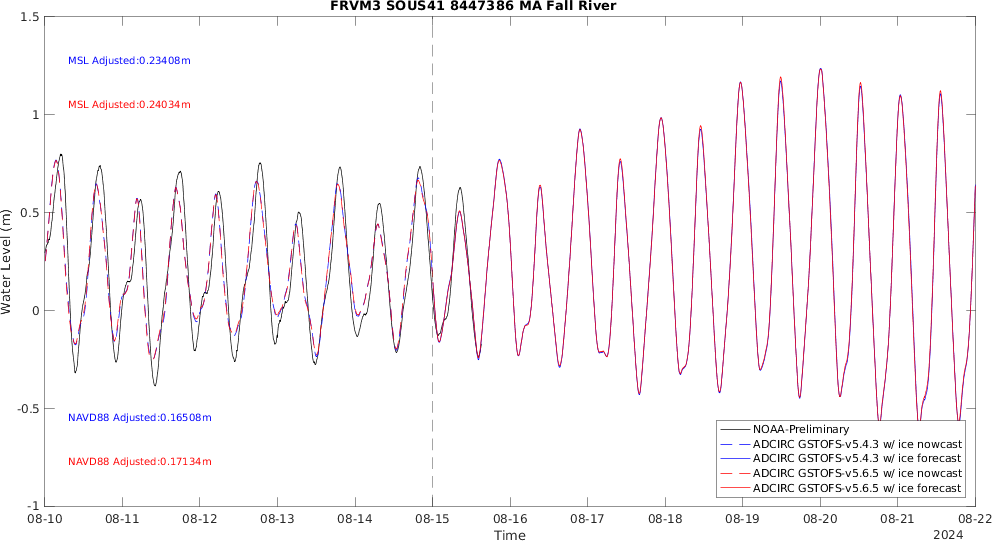 FRVM3 SOUS41 8447386 MA Fall River
1.5
1
0.5
0
-0.5
-1
Water Level (m)
MSL Adjusted:0.23408m
MSL Adjusted:0.24034m
NAVD88 Adjusted:0.16508m
NAVD88 Adjusted:0.17134m
NOAA-Preliminary
ADCIRC GSTOFS-v5.4.3 w/ ice nowcast
ADCIRC GSTOFS-v5.4.3 w/ ice forecast
ADCIRC GSTOFS-v5.6.5 w/ ice nowcast
ADCIRC GSTOFS-v5.6.5 w/ ice forecast
08-10 08-11 08-12 08-13 08-14 08-15 08-16 08-17 08-18 08-19 08-20 08-21 08-22
Time
2024